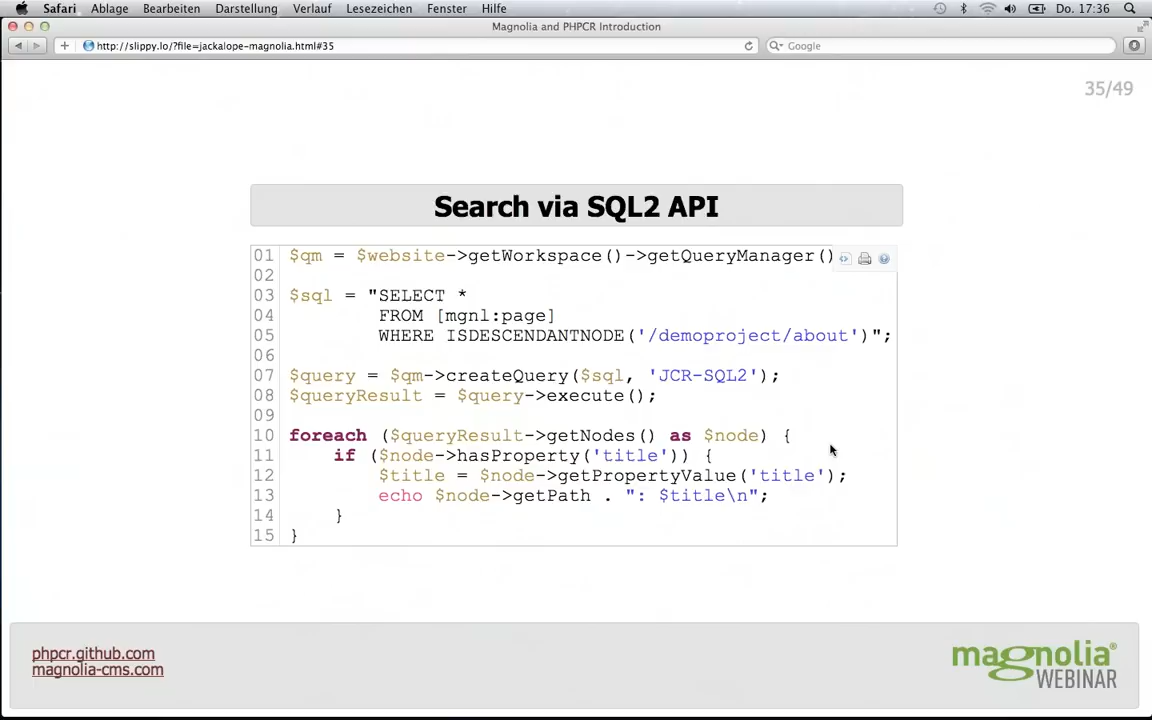 Safari Ablage Bearbeiten Darstellung Verlauf Lesezeichen Fenster Hilfe Do. 17:36
Magnolia and PHPCR Introduction
http://slippy.lo/?file=jackalope-magnolia.html#35 Google
35/49
Search via SQL2 API
01 $qm = $website->getWorkspace()->getQueryManager()
02
03 $sql = "SELECT *
04 FROM [mgnl:page]
05 WHERE ISDESCENDANTNODE('/demoproject/about')";
06
07 $query = $qm->createQuery($sql, 'JCR-SQL2');
08 $queryResult = $query->execute();
09
10 foreach ($queryResult->getNodes() as $node) {
11 if ($node->hasProperty('title')) {
12 $title = $node->getPropertyValue('title');
13 echo $node->getPath . ": $title\n";
14 }
15 }
phpcr.github.com
magnolia-cms.com
magnolia®
WEBINAR